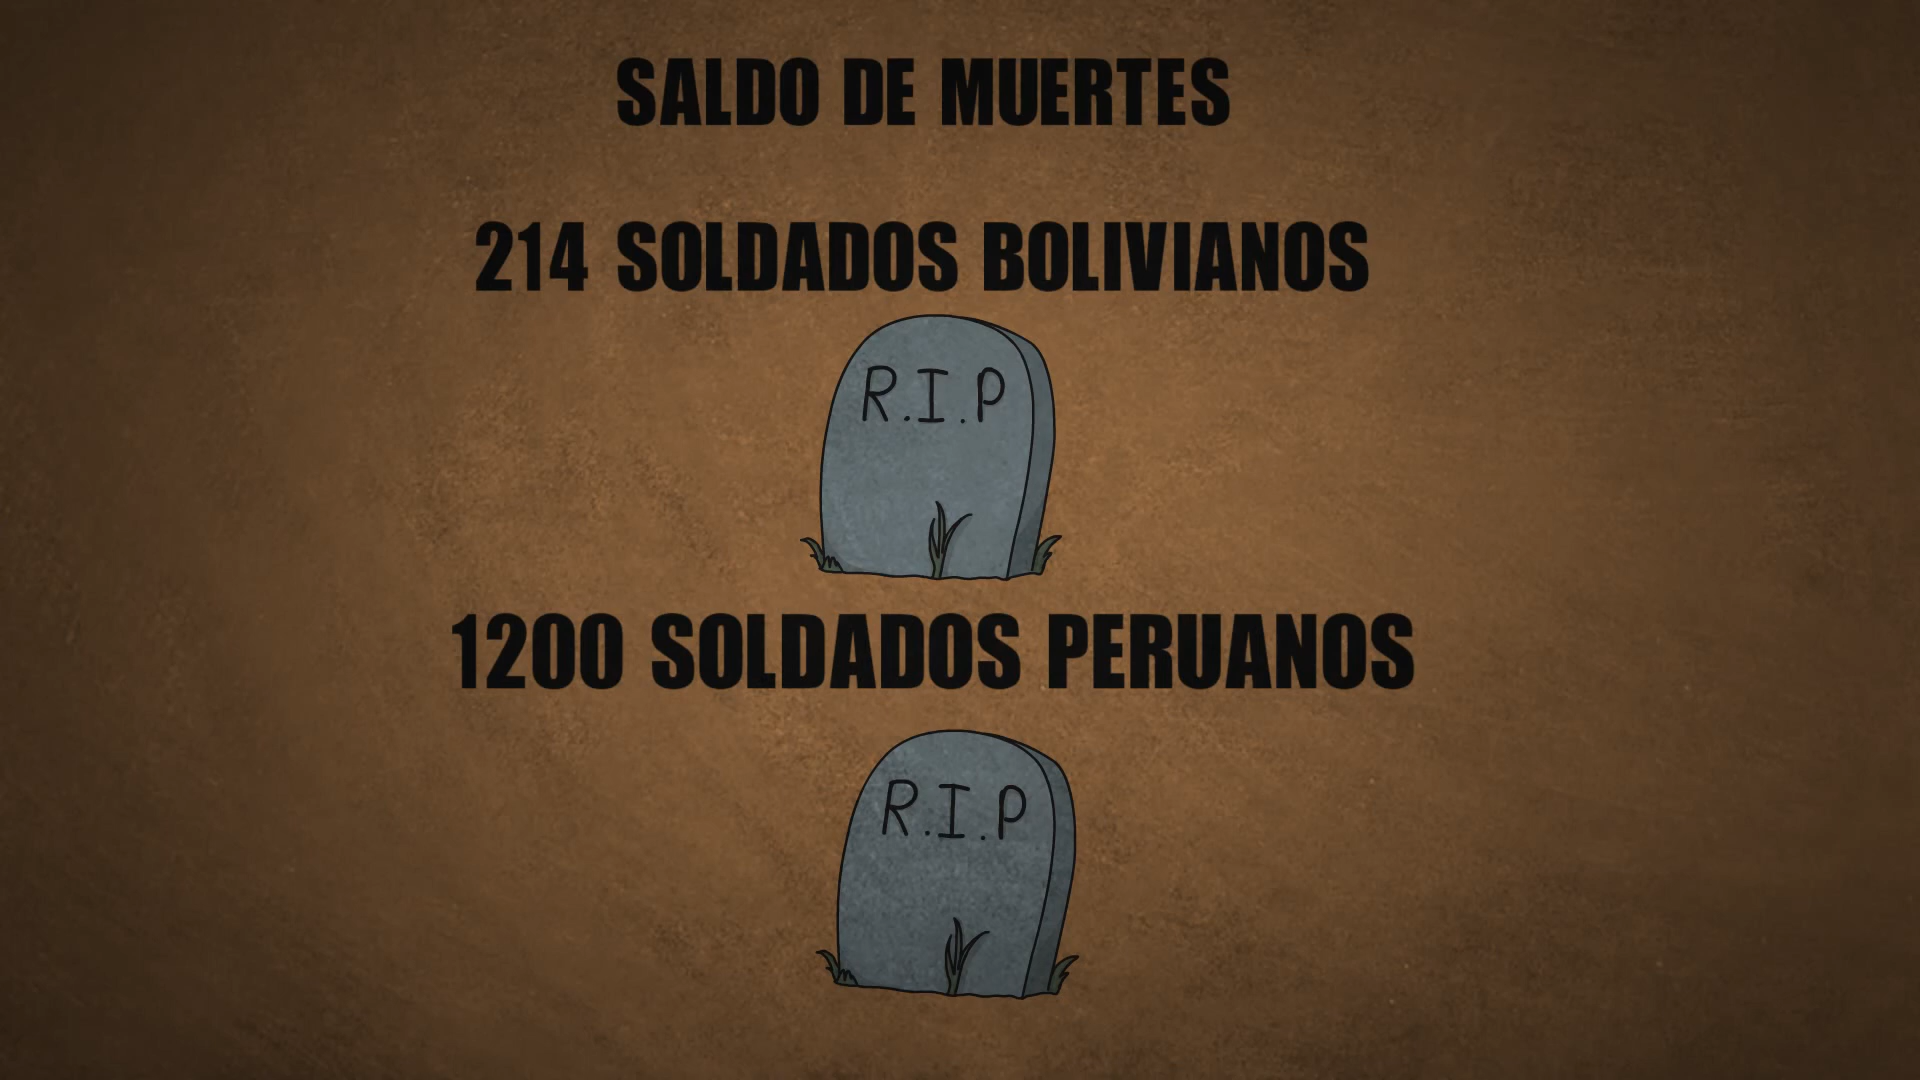 SALDO DE MUERTES
214 SOLDADOS BOLIVIANOS
R.I.P
1200 SOLDADOS PERUANOS
R.I.P